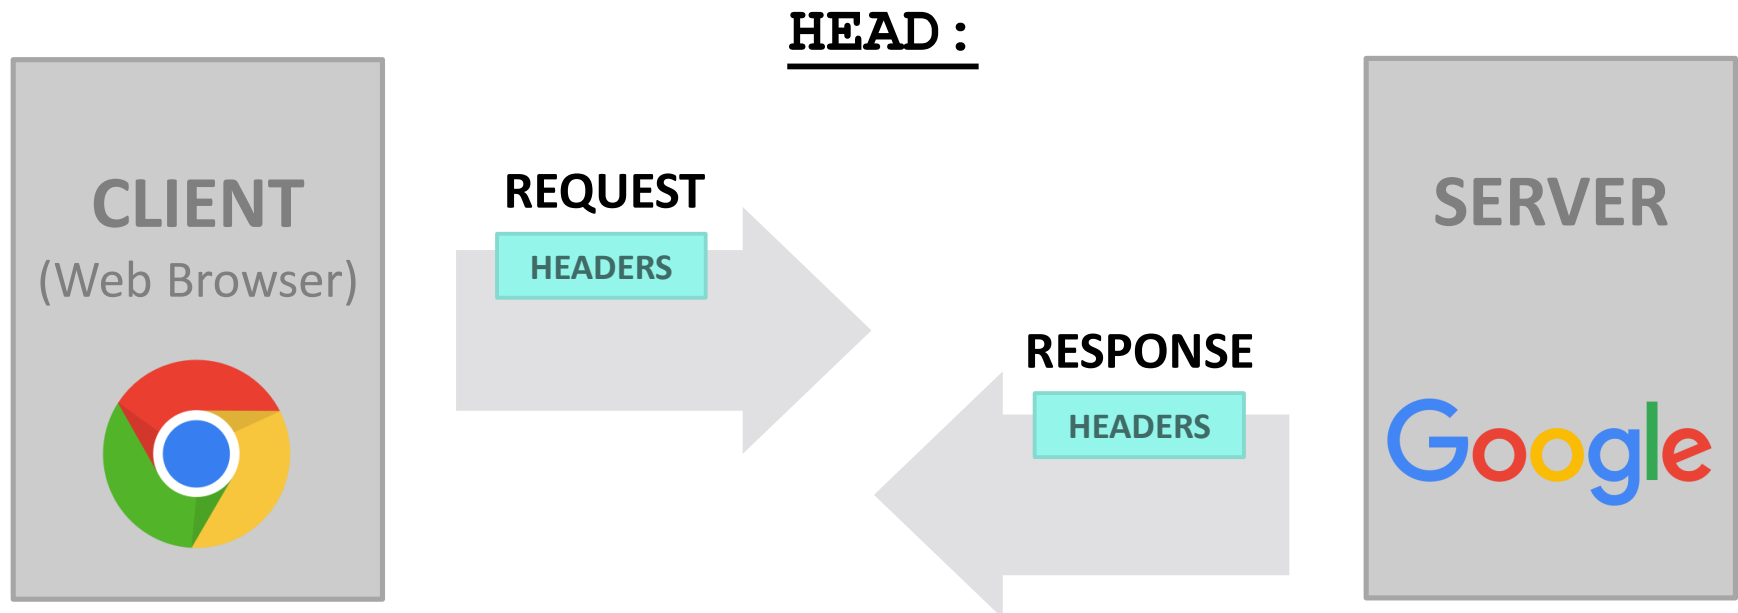 HEAD:
CLIENT
(Web Browser)
REQUEST
HEADERS
RESPONSE
HEADERS
SERVER
Google